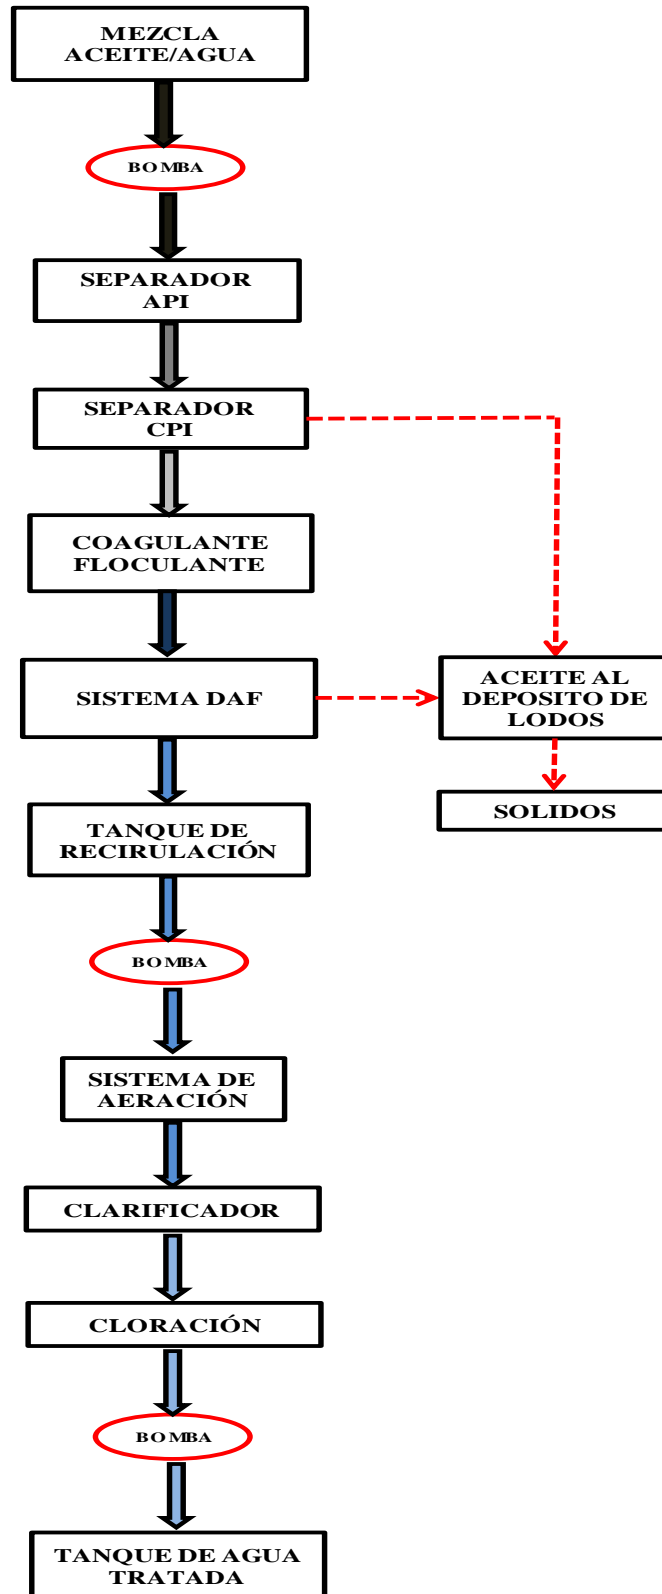 MEZCLA
ACEITE/AGUA
BOMBA
SEPARADOR
API
SEPARADOR
CPI
COAGULANTE
FLOCULANTE
SISTEMA DAF
ACEITE AL
DEPOSITO DE
LODOS
SOLIDOS
TANQUE DE
RECIRULACIÓN
BOMBA
SISTEMA DE
AERACIÓN
CLARIFICADOR
CLORACIÓN
BOMBA
TANQUE DE AGUA
TRATADA